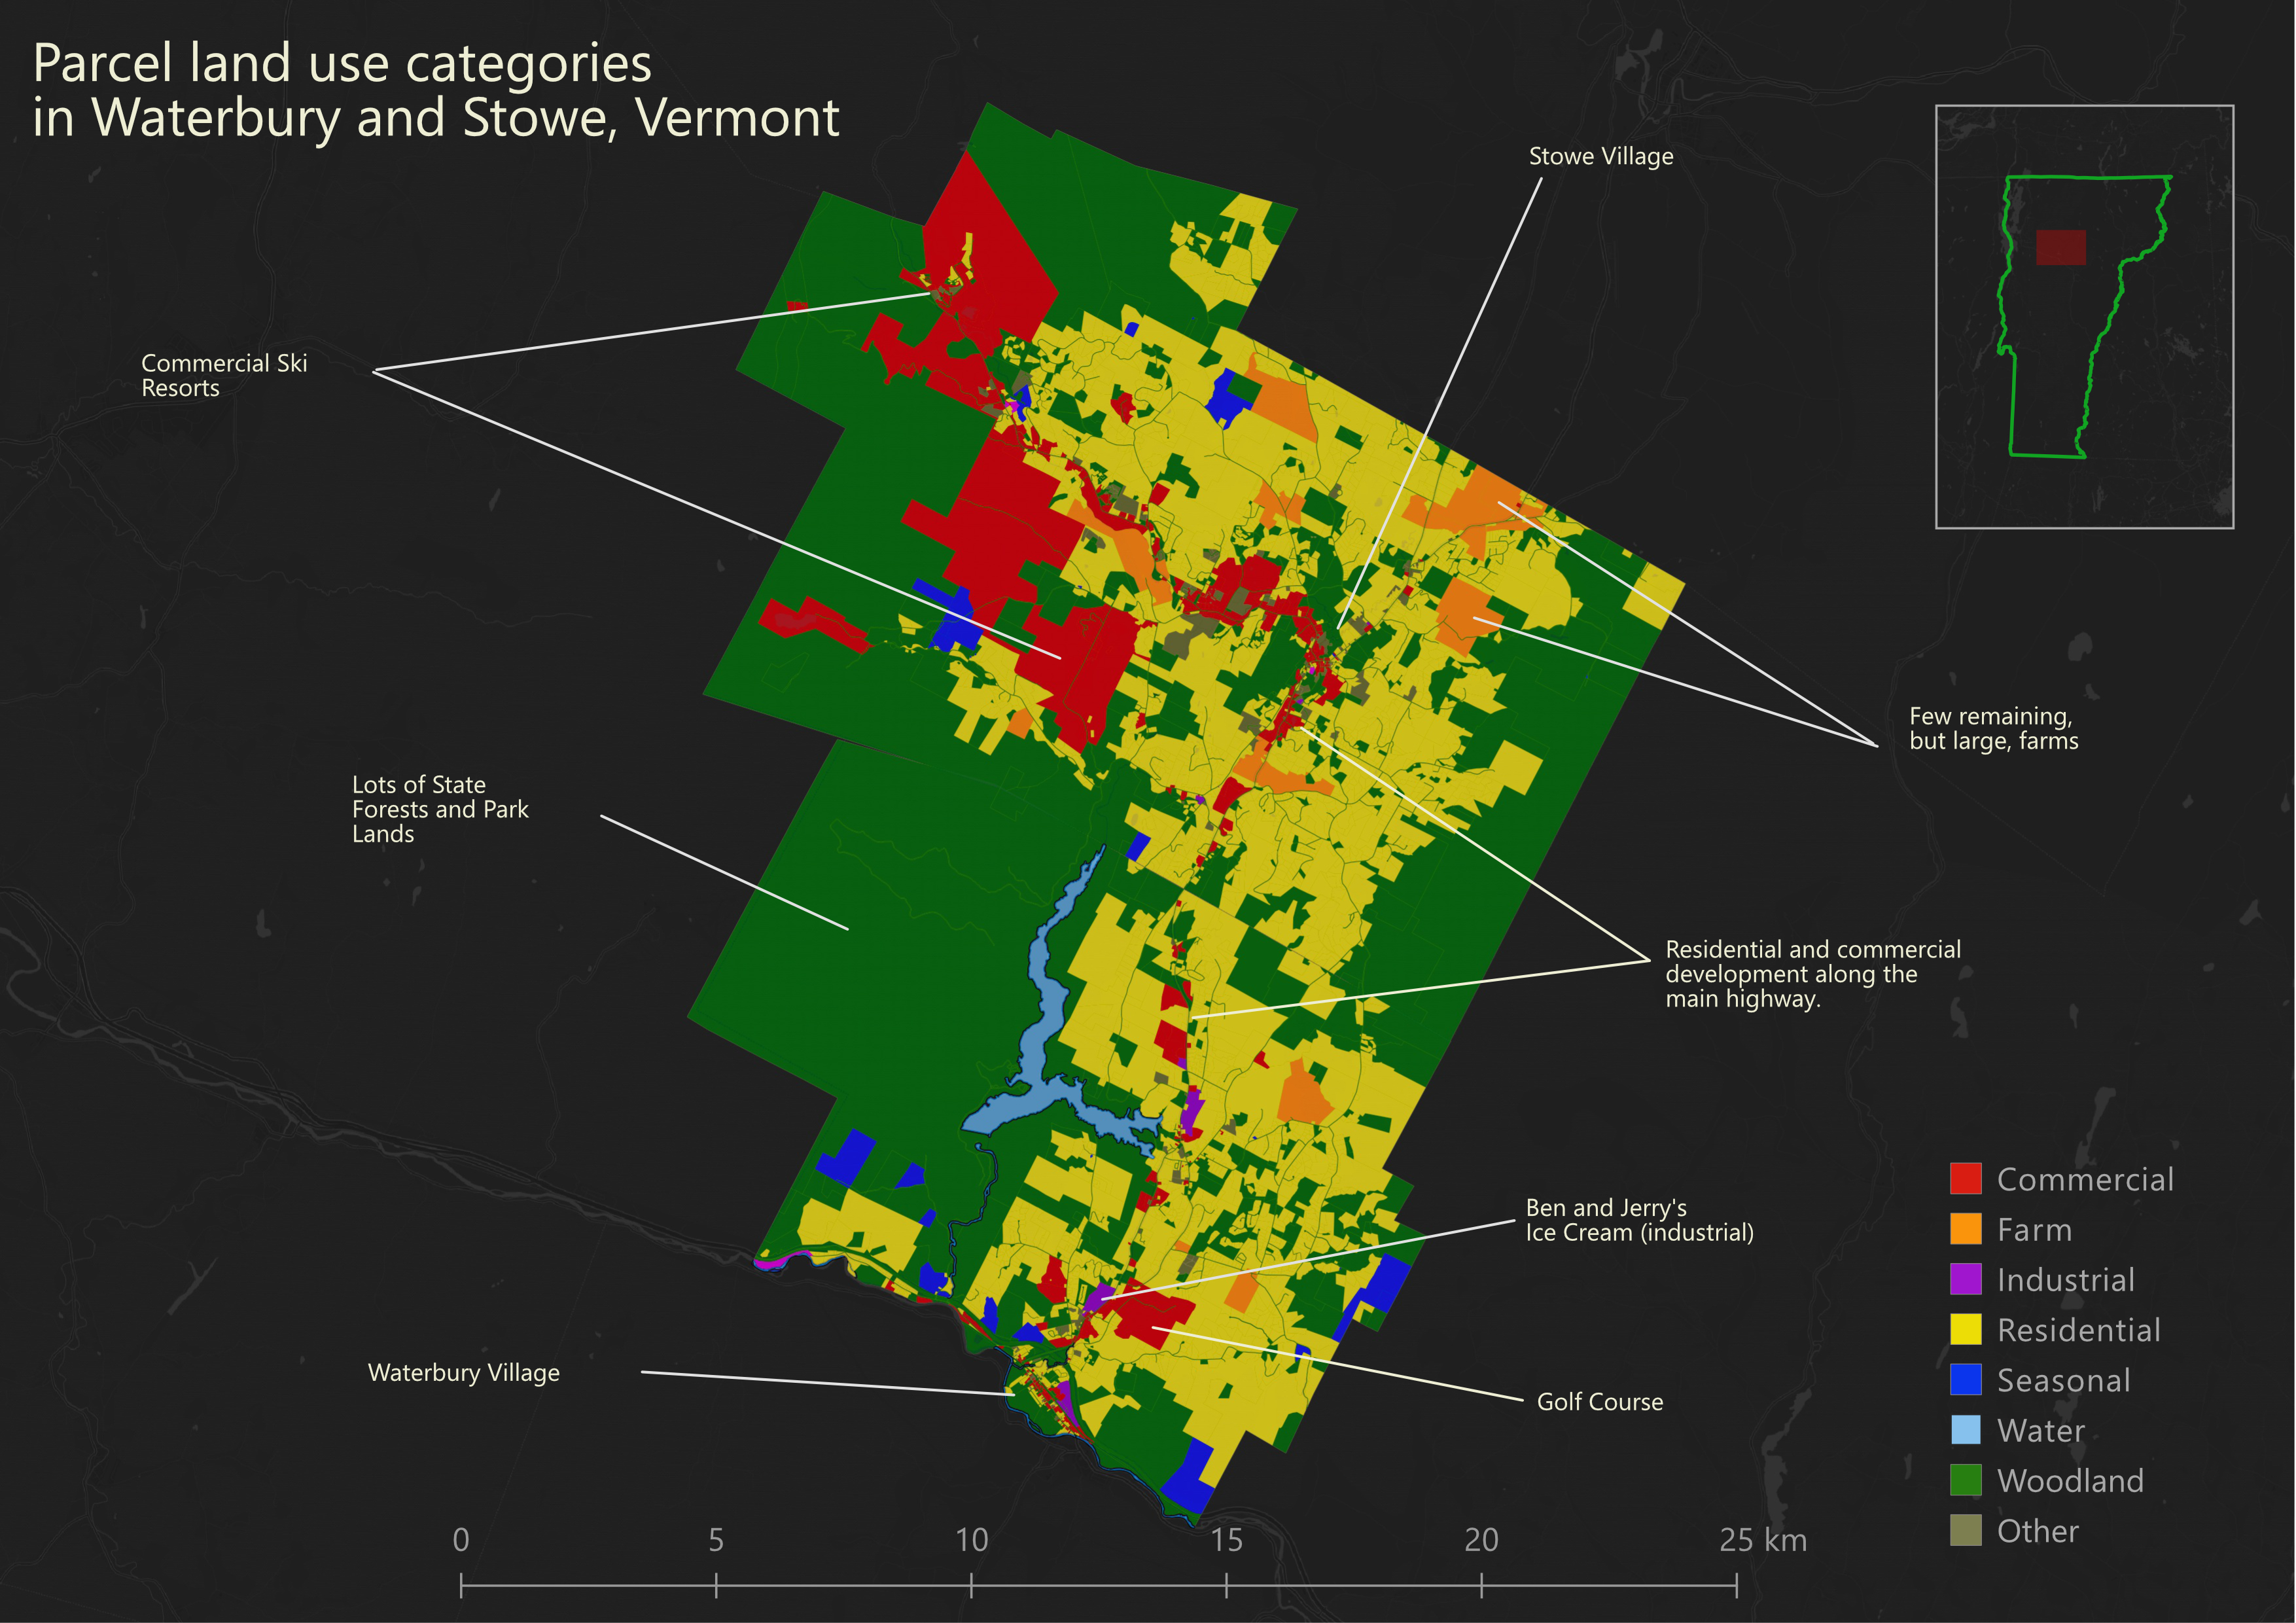 Parcel land use categories
in Waterbury and Stowe, Vermont
Stowe Village
Commercial Ski
Resorts
Few remaining,
but large, farms
Lots of State
Forests and Park
Lands
Residential and commercial
development along the
main highway.
Ben and Jerry's
Ice Cream (industrial)
Waterbury Village
Golf Course
Commercial
Farm
Industrial
Residential
Seasonal
Water
Woodland
Other
0 5 10 15 20 25 km